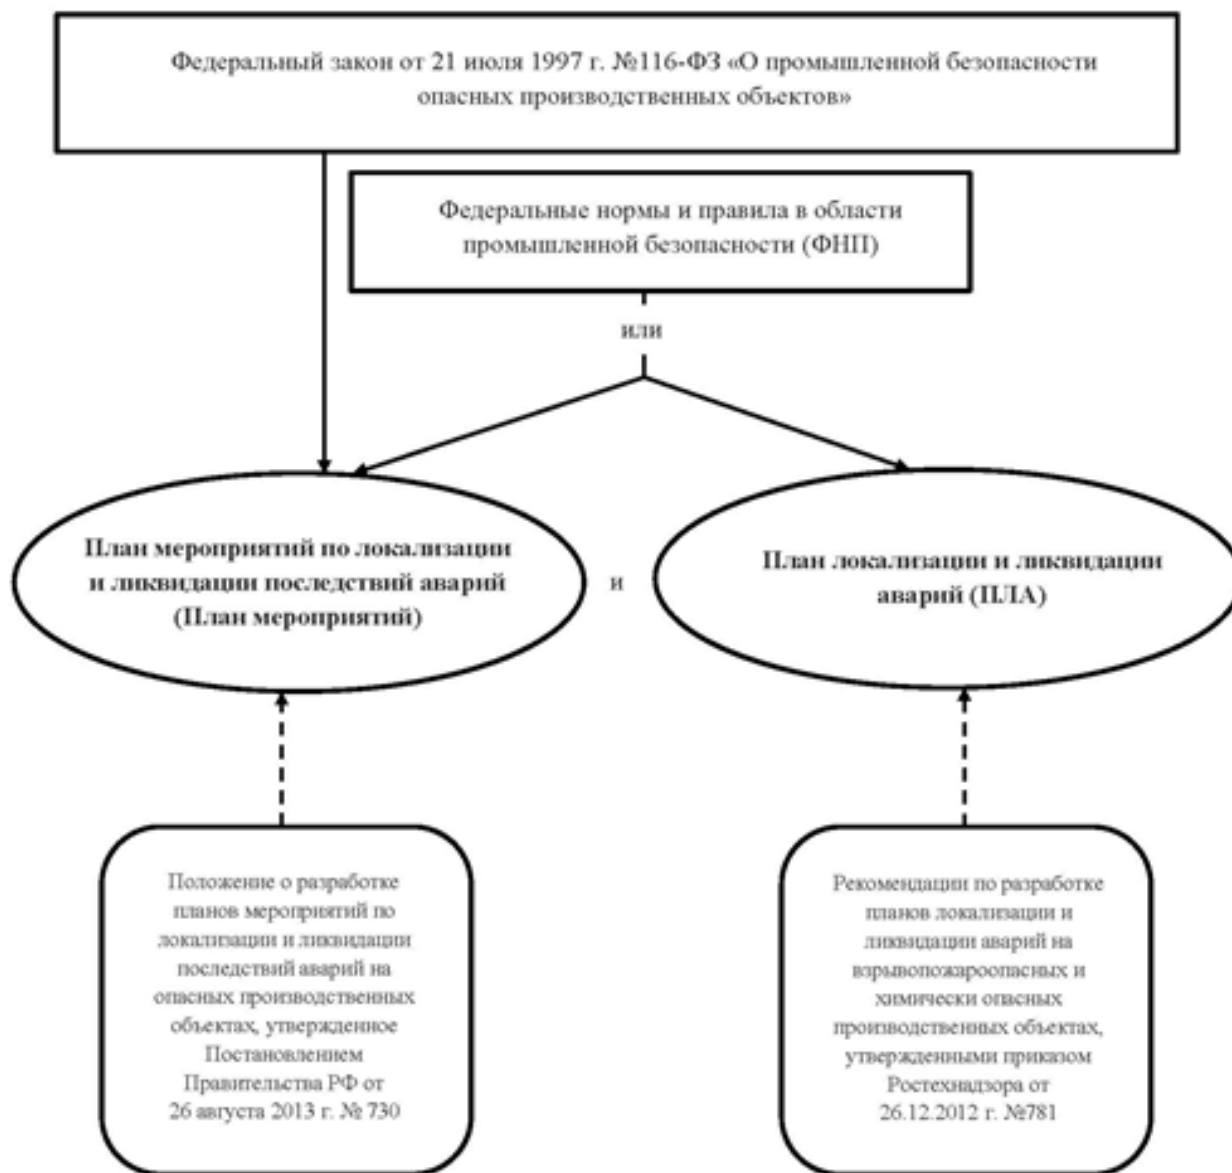 Федеральный закон от 21 июля 1997 г. №116-ФЗ «О промышленной безопасности
опасных производственных объектов»
Федеральные нормы и правила в области
промышленной безопасности (ФНП)
или
План мероприятий по локализации
и ликвидации последствий аварий
(План мероприятий)
и
План локализации и ликвидации
аварий (ПЛА)
Положение о разработке
планов мероприятий по
локализации и ликвидации
последствий аварий на
опасных производственных
объектах, утвержденное
Постановлением
Правительства РФ от
26 августа 2013 г. № 730
Рекомендации по разработке
планов локализации и
ликвидации аварий на
взрывопожароопасных и
химически опасных
производственных объектах,
утвержденными приказом
Ростехнадзора от
26.12.2012 г. №781